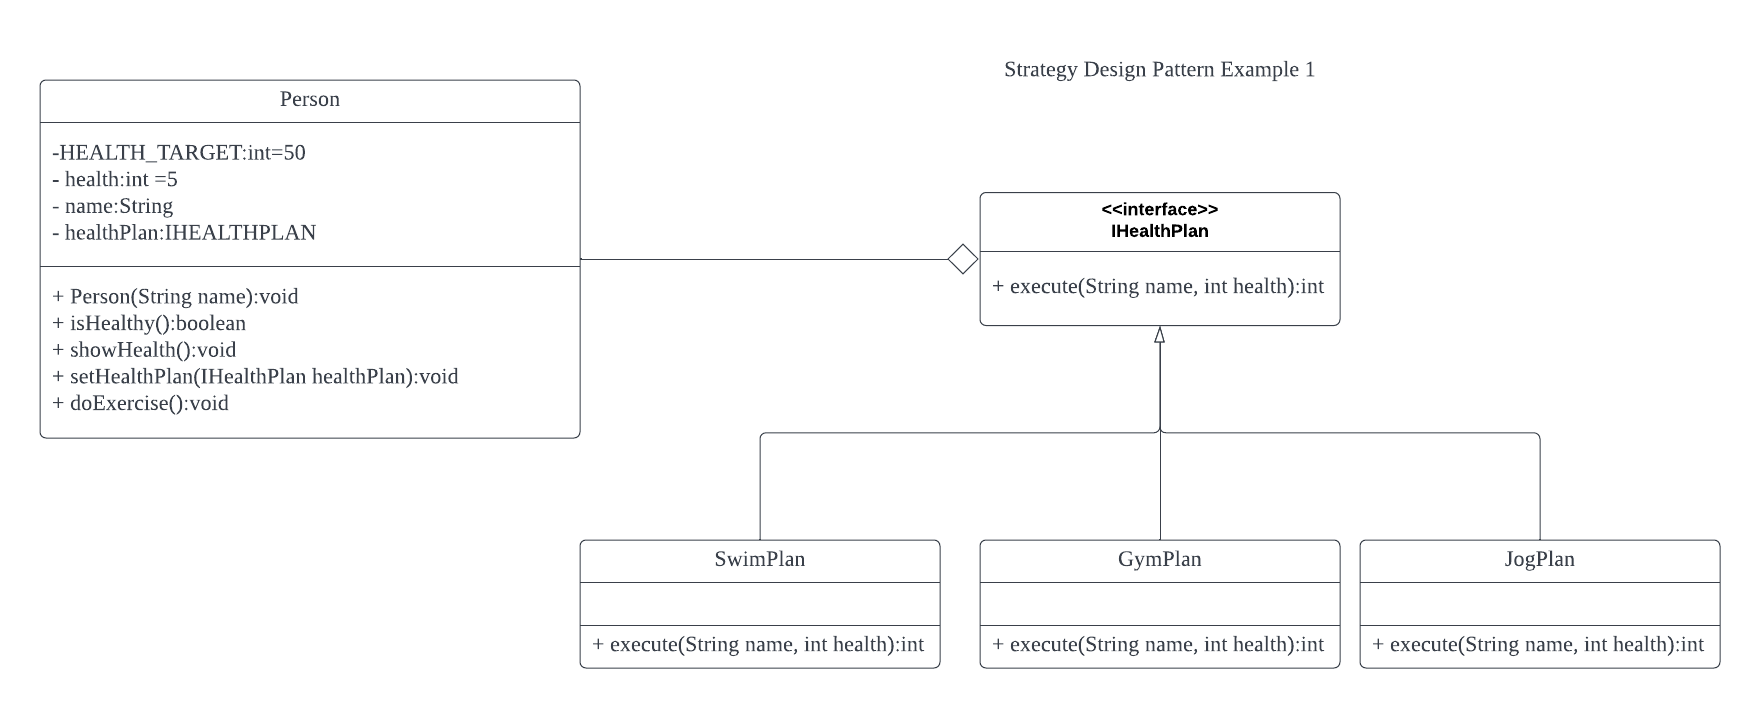 Strategy Design Pattern Example 1
Person
-HEALTH_TARGET:int=50
- health:int =5
- name:String
- healthPlan:IHEALTHPLAN
+ Person(String name):void
+ isHealthy():boolean
+ showHealth():void
+ setHealthPlan(IHealthPlan healthPlan):void
+ doExercise():void
<<interface>>
IHealthPlan
+ execute(String name, int health):int
SwimPlan
+ execute(String name, int health):int
GymPlan
+ execute(String name, int health):int
JogPlan
+ execute(String name, int health):int